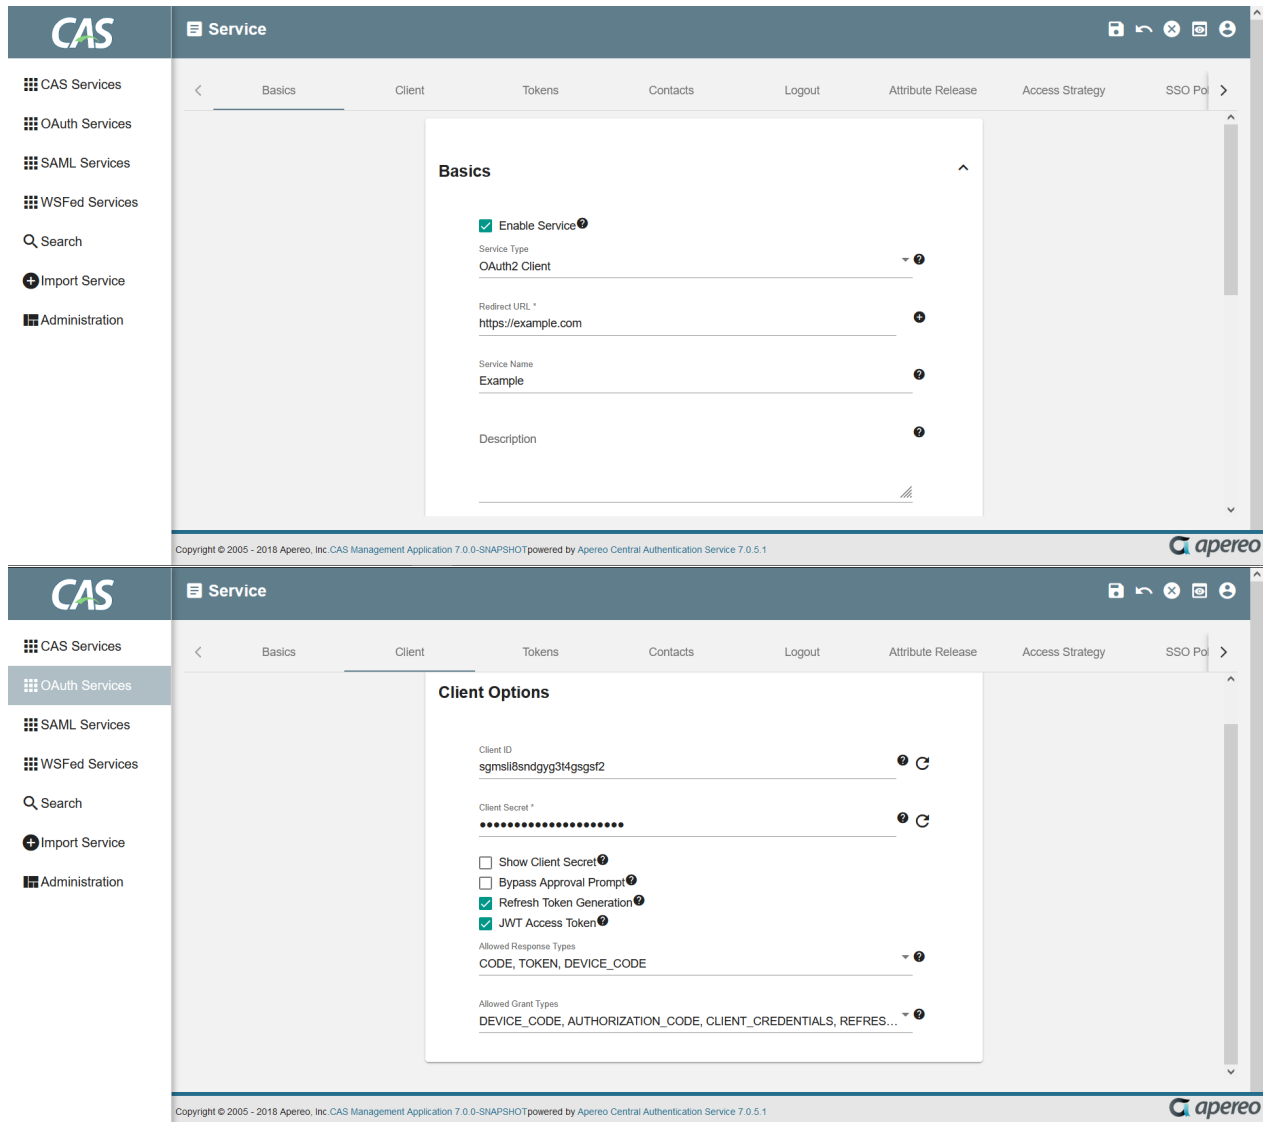 CAS
Service
CAS Services
OAuth Services
SAML Services
WSFed Services
Search
Import Service
Administration
Basics
Client
Tokens
Contacts
Logout
Attribute Release
Access Strategy
SSO Pol
Basics
Enable Service
Service Type
OAuth2 Client
Redirect URL *
https://example.com
Service Name
Example
Description
Copyright © 2005 - 2018 Apereo, Inc.CAS Management Application 7.0.0-SNAPSHOTpowered by Apereo Central Authentication Service 7.0.5.1
apereo
CAS
Service
CAS Services
OAuth Services
SAML Services
WSFed Services
Search
Import Service
Administration
Basics
Client
Tokens
Contacts
Logout
Attribute Release
Access Strategy
SSO Pol
Client Options
Client ID
sgmsli8sndgyg3t4gsgsf2
Client Secret *
●●●●●●●●●●●●●●●●●●●●●
Show Client Secret
Bypass Approval Prompt
Refresh Token Generation
JWT Access Token
Allowed Response Types
CODE, TOKEN, DEVICE_CODE
Allowed Grant Types
DEVICE_CODE, AUTHORIZATION_CODE, CLIENT_CREDENTIALS, REFRES...
Copyright © 2005 - 2018 Apereo, Inc.CAS Management Application 7.0.0-SNAPSHOTpowered by Apereo Central Authentication Service 7.0.5.1
apereo